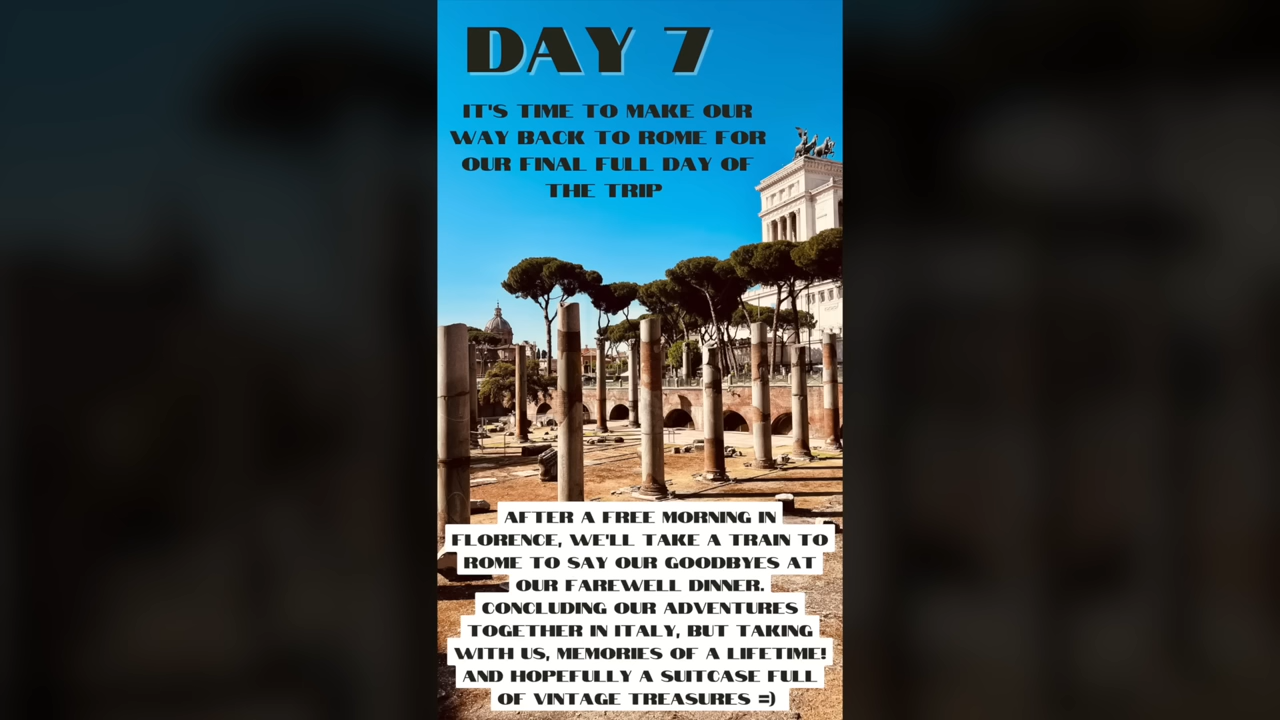 DAY 7
IT'S TIME TO MAKE OUR
WAY BACK TO ROME FOR
OUR FINAL FULL DAY OF
THE TRIP
AFTER A FREE MORNING IN
FLORENCE, WE'LL TAKE A TRAIN TO
ROME TO SAY OUR GOODBYES AT
OUR FAREWELL DINNER.
CONCLUDING OUR ADVENTURES
TOGETHER IN ITALY, BUT TAKING
WITH US, MEMORIES OF A LIFETIME!
AND HOPEFULLY A SUITCASE FULL
OF VINTAGE TREASURES =)